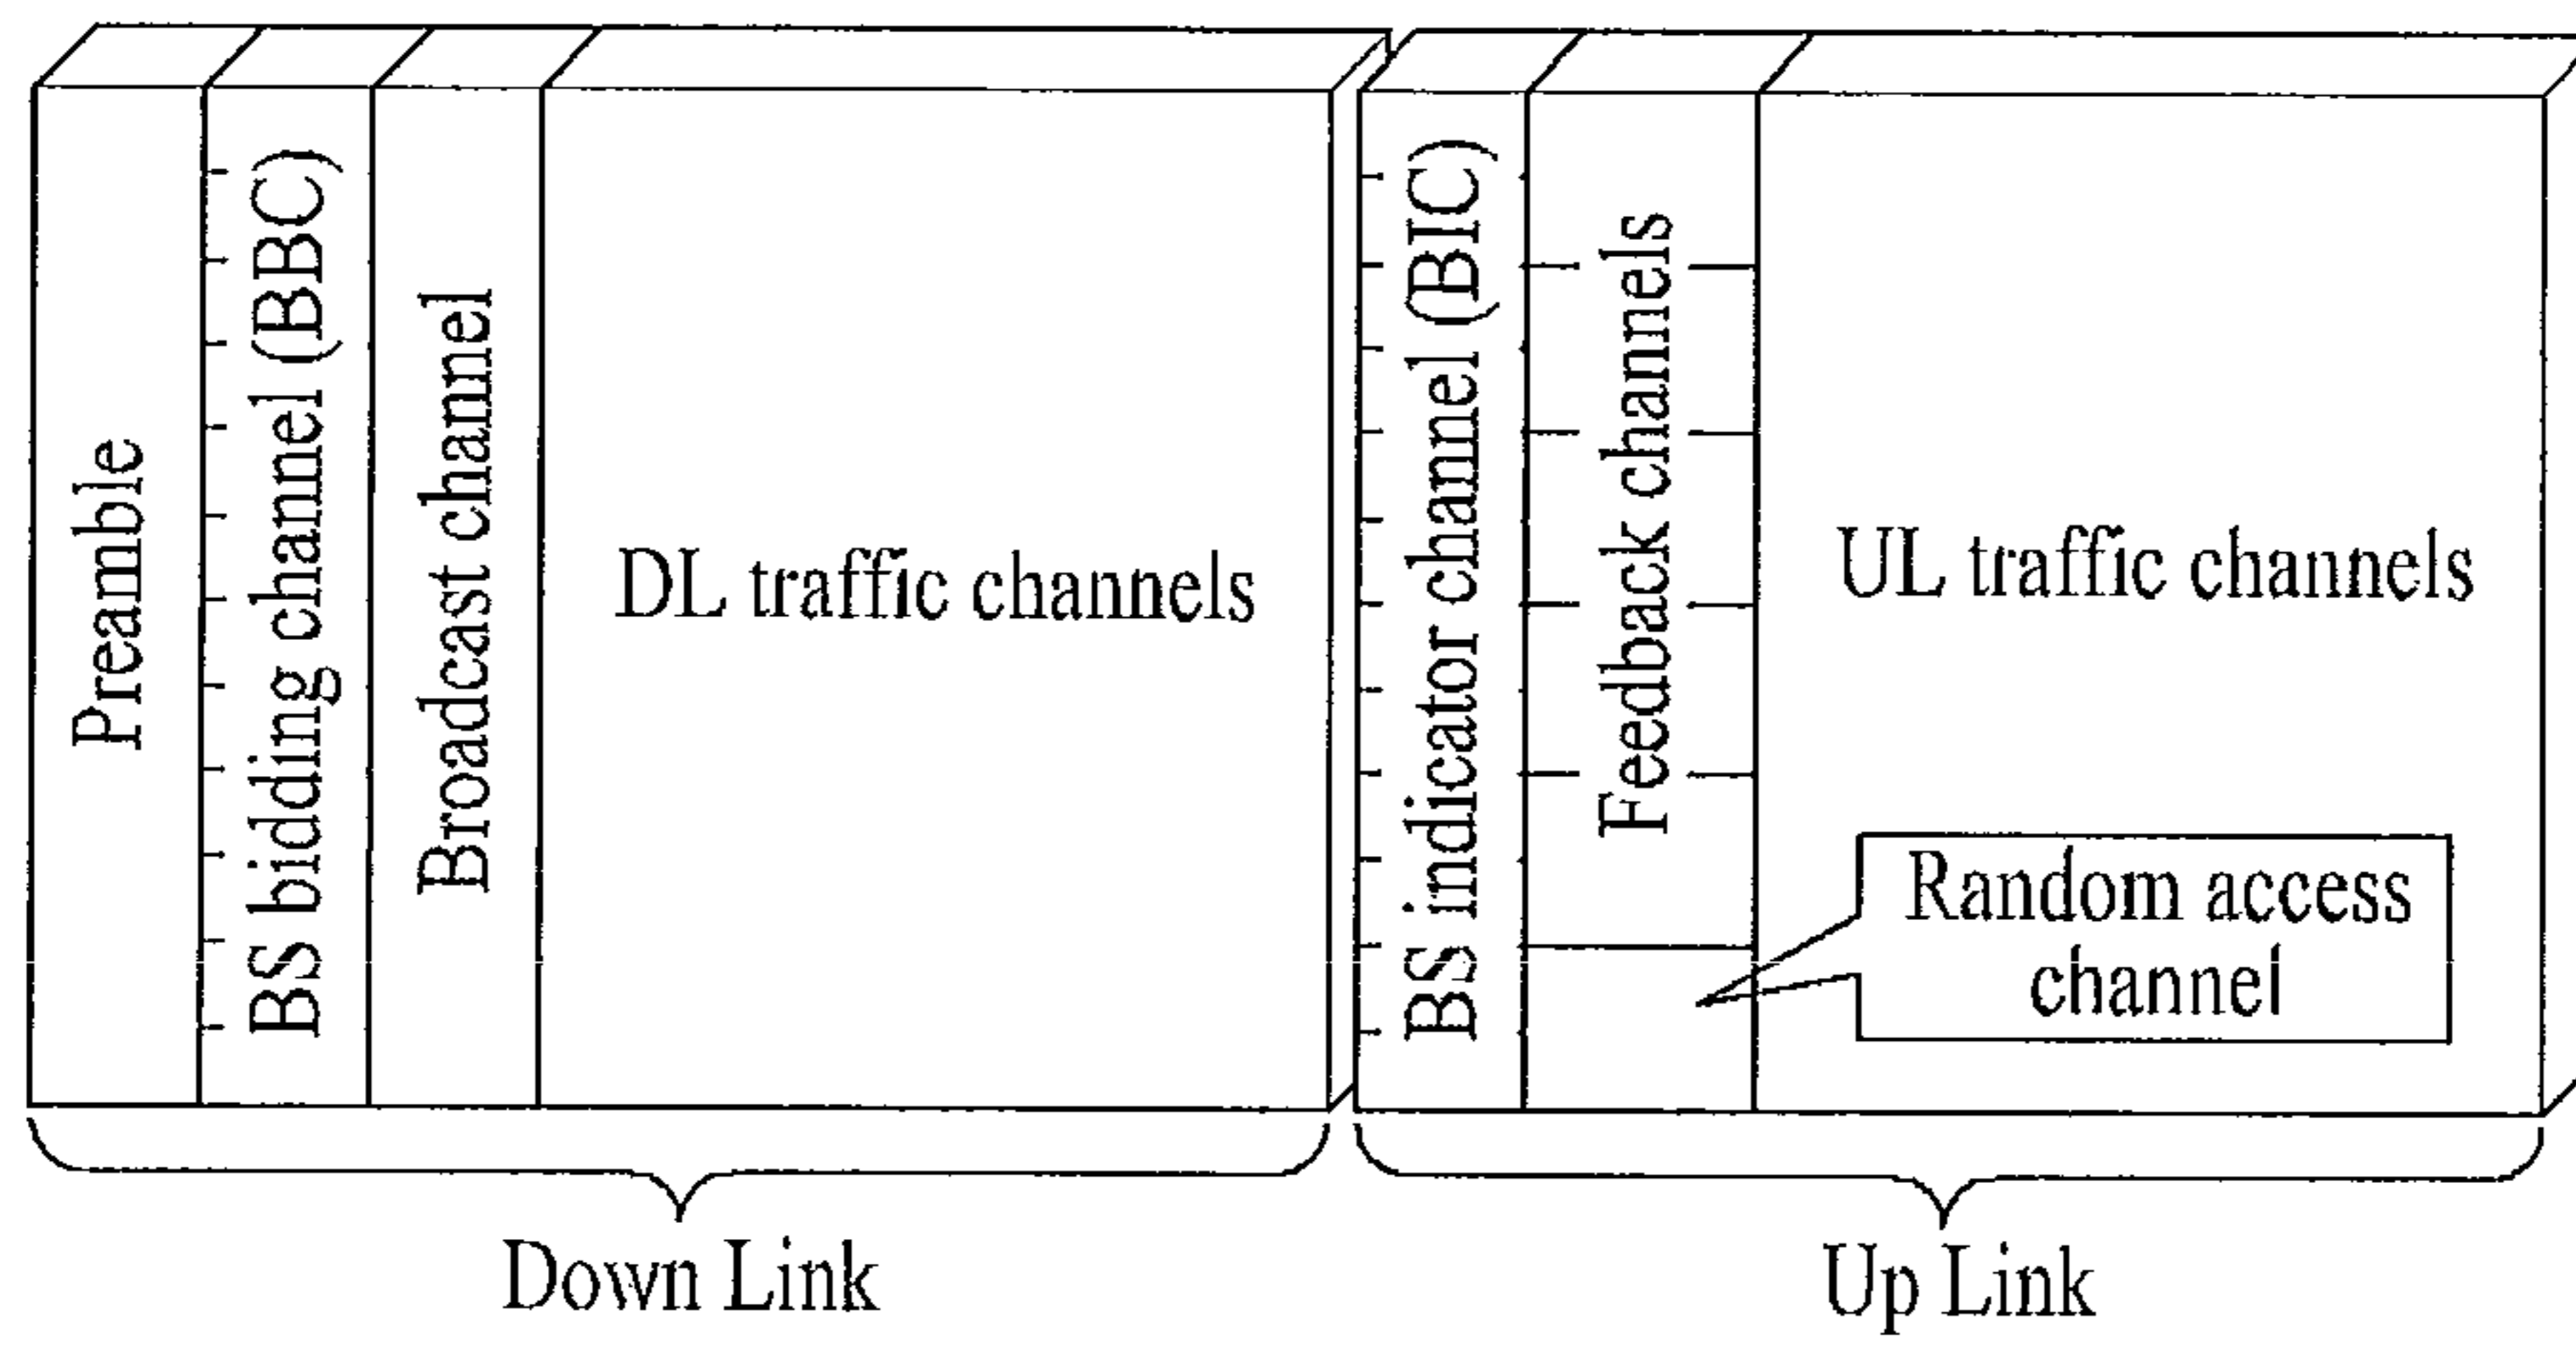 Preamble
BS bidding channel (BBC)
Broadcast channel
DL traffic channels
BS indicator channel (BIC)
Feedback channels
UL traffic channels
Random access
channel
Down Link
Up Link